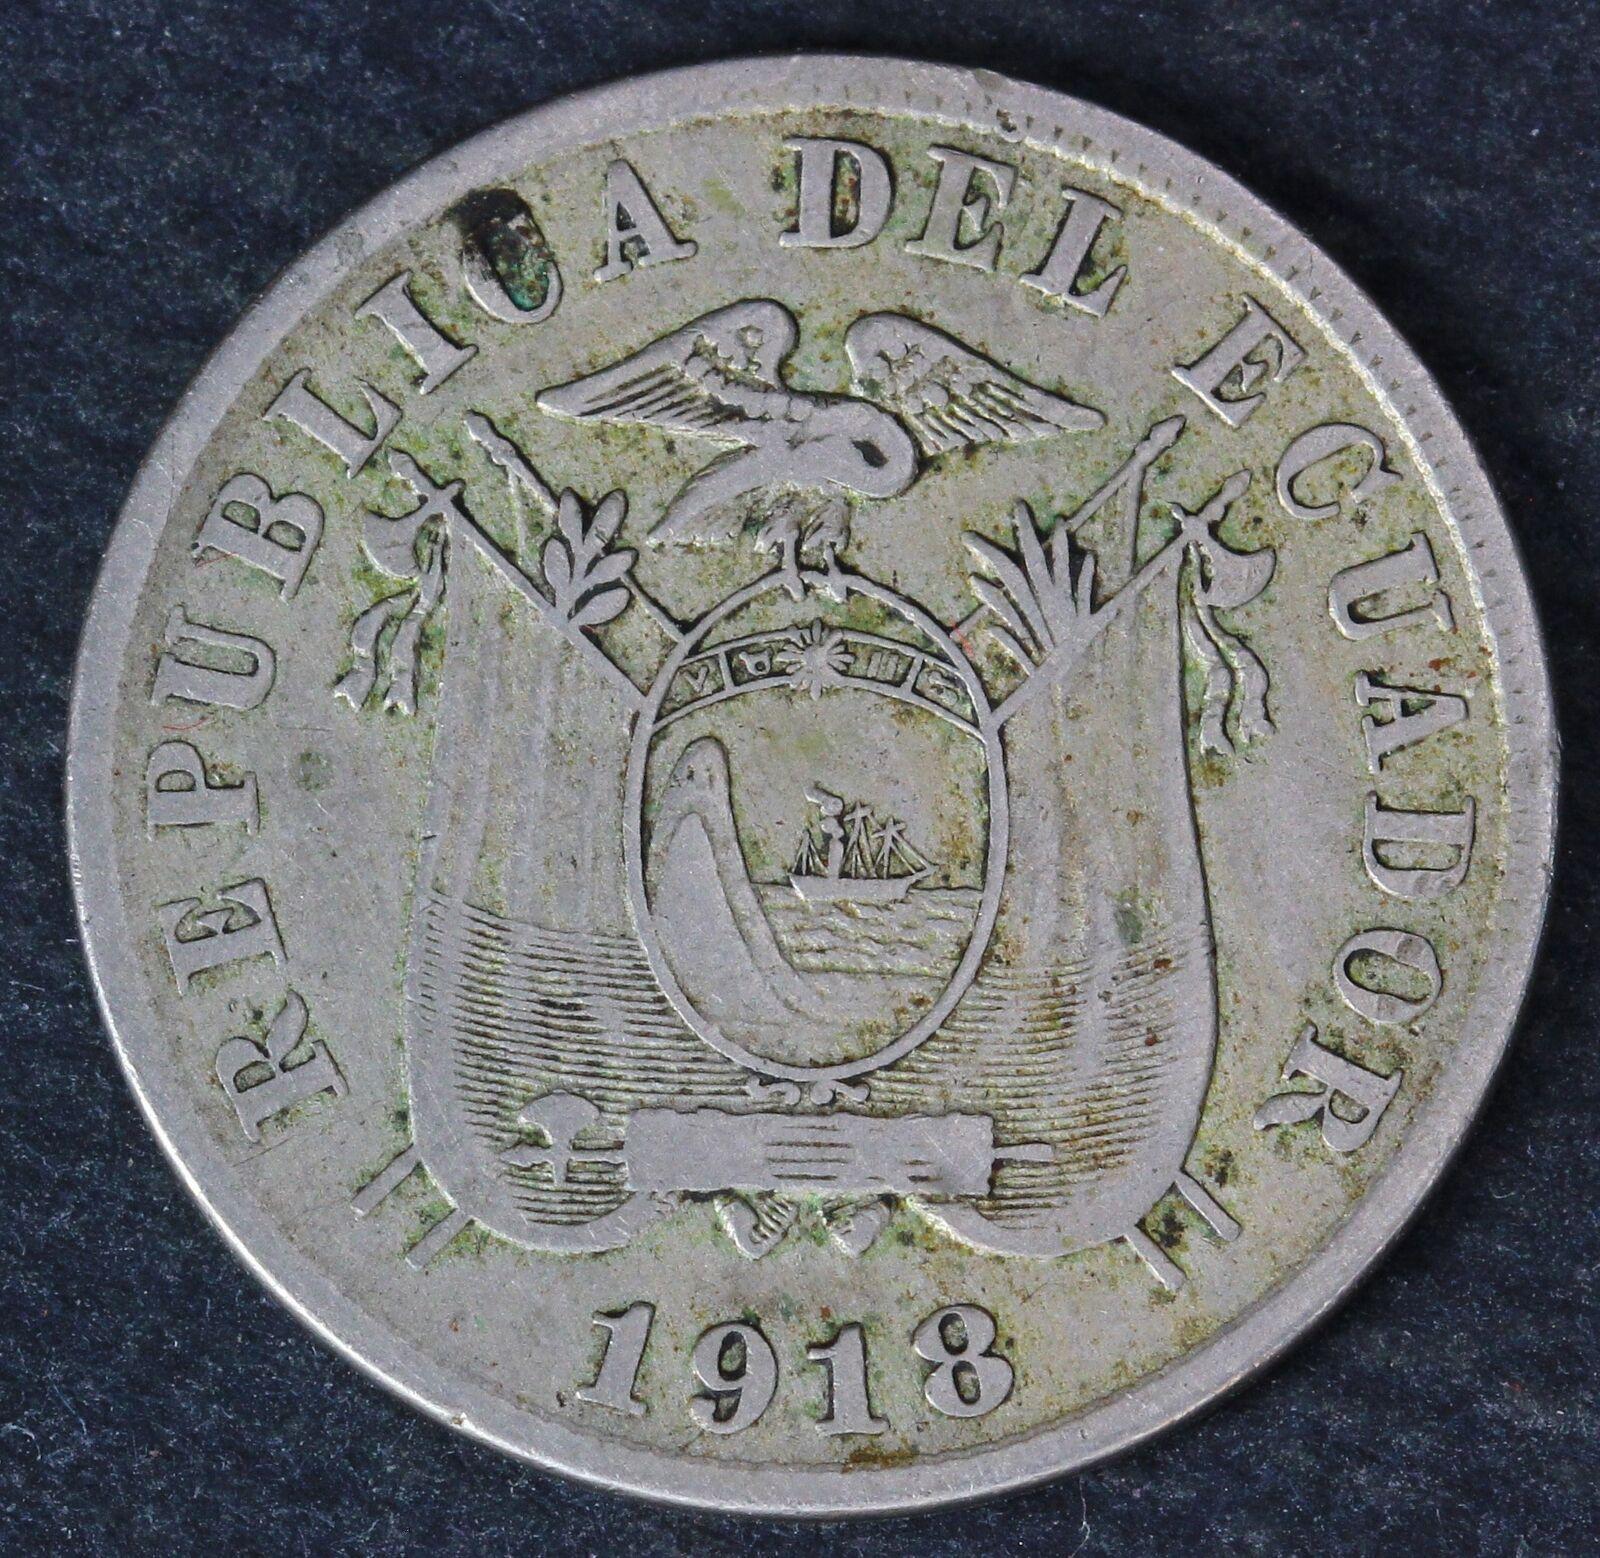 REPUBLICA DEL ECUADOR
1918